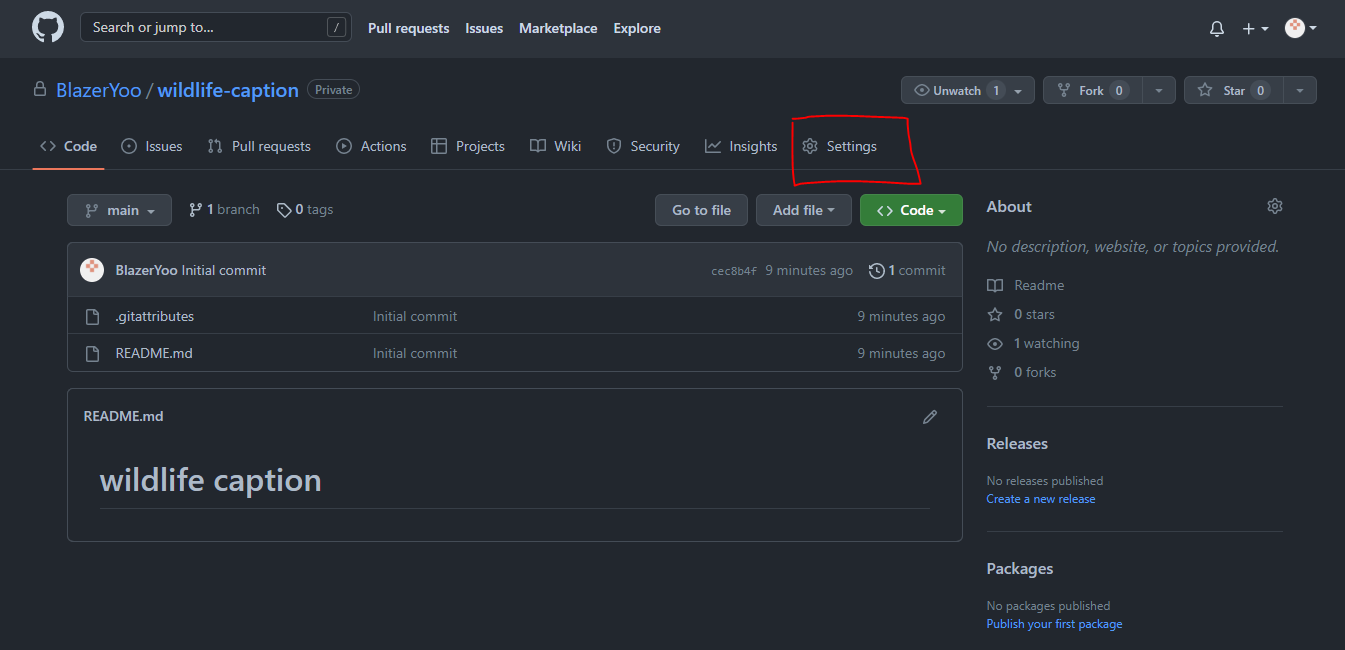 Search or jump to... /
Pull requests Issues Marketplace Explore
BlazerYoo / wildlife-caption Private
Unwatch 1 Fork 0 Star 0
Code Issues Pull requests Actions Projects Wiki Security Insights Settings
main 1 branch 0 tags Go to file Add file Code
BlazerYoo Initial commit cec8b4f 9 minutes ago 1 commit
.gitattributes Initial commit 9 minutes ago
README.md Initial commit 9 minutes ago
README.md
wildlife caption
About
No description, website, or topics provided.
Readme
0 stars
1 watching
0 forks
Releases
No releases published
Create a new release
Packages
No packages published
Publish your first package